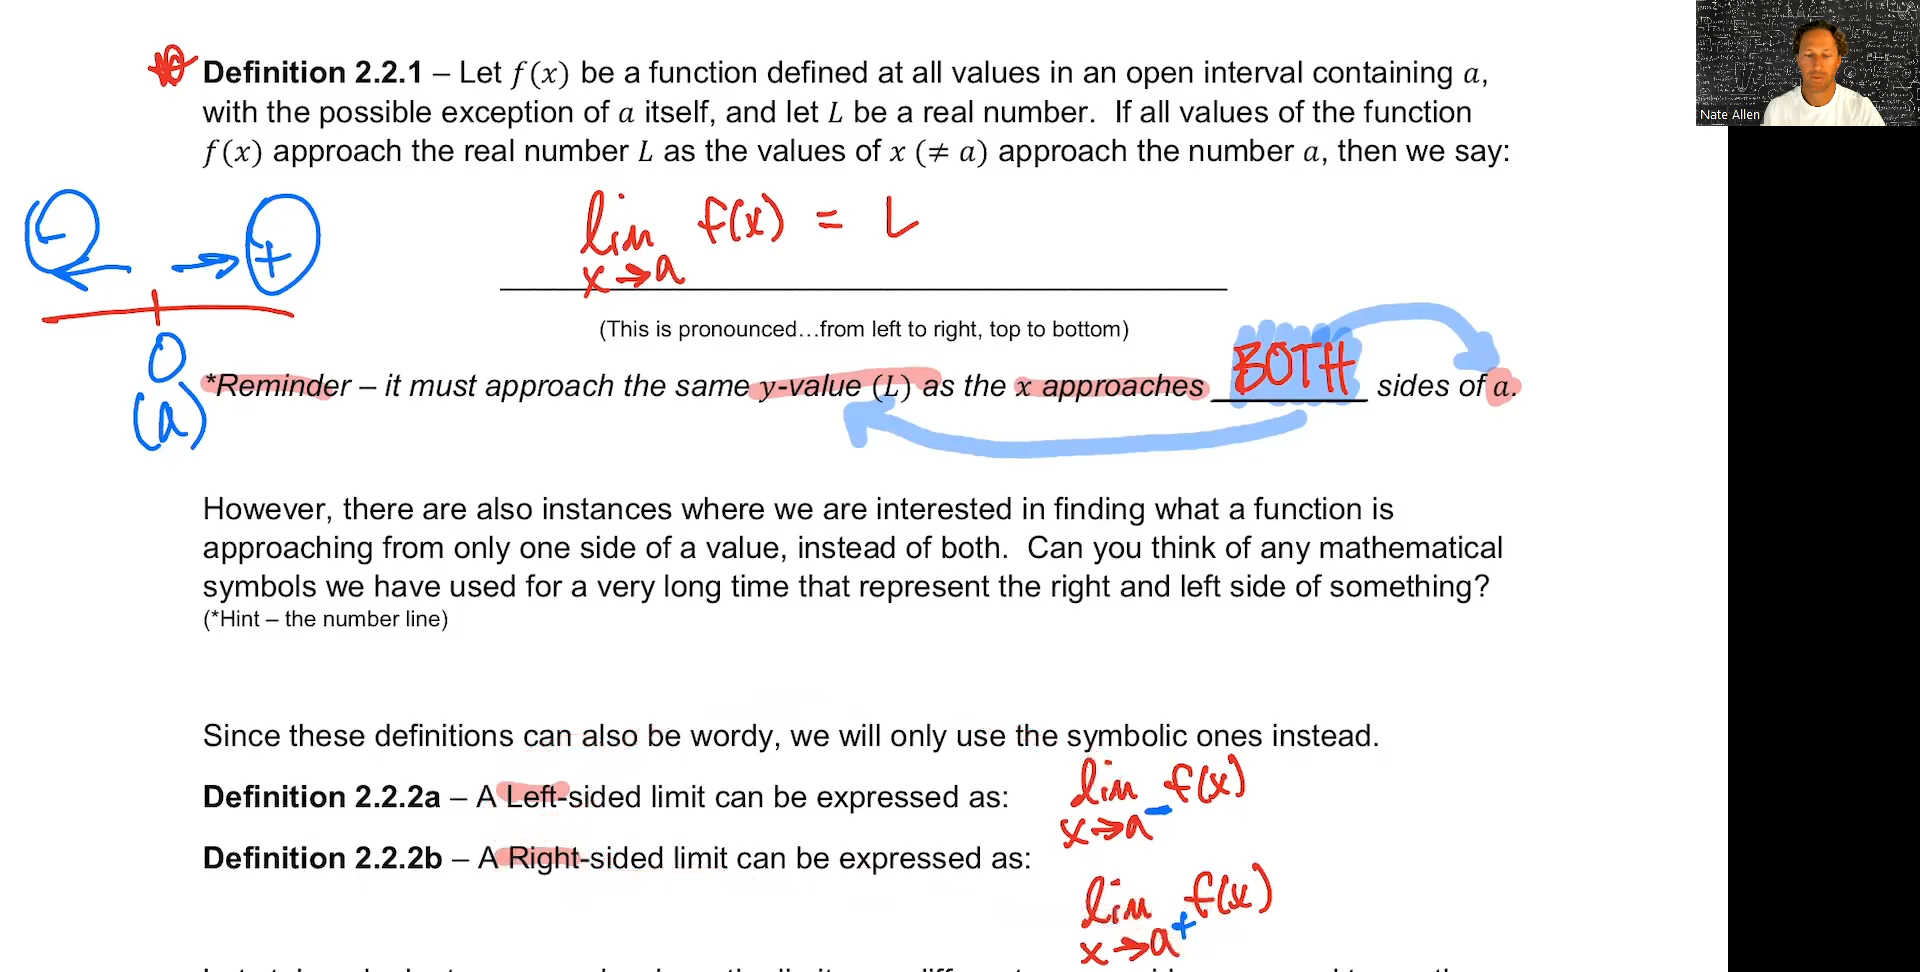 Definition 2.2.1 – Let f(x) be a function defined at all values in an open interval containing a,
with the possible exception of a itself, and let L be a real number. If all values of the function
f(x) approach the real number L as the values of x (≠ a) approach the number a, then we say:
Nate Allen
- +
lim f(x) = L
x→a
(This is pronounced…from left to right, top to bottom)
0
(a)
*Reminder – it must approach the same y-value (L) as the x approaches BOTH sides of a.
However, there are also instances where we are interested in finding what a function is
approaching from only one side of a value, instead of both. Can you think of any mathematical
symbols we have used for a very long time that represent the right and left side of something?
(*Hint – the number line)
Since these definitions can also be wordy, we will only use the symbolic ones instead.
Definition 2.2.2a – A Left-sided limit can be expressed as: lim f(x)
x→a⁻
Definition 2.2.2b – A Right-sided limit can be expressed as:
lim f(x)
x→a⁺